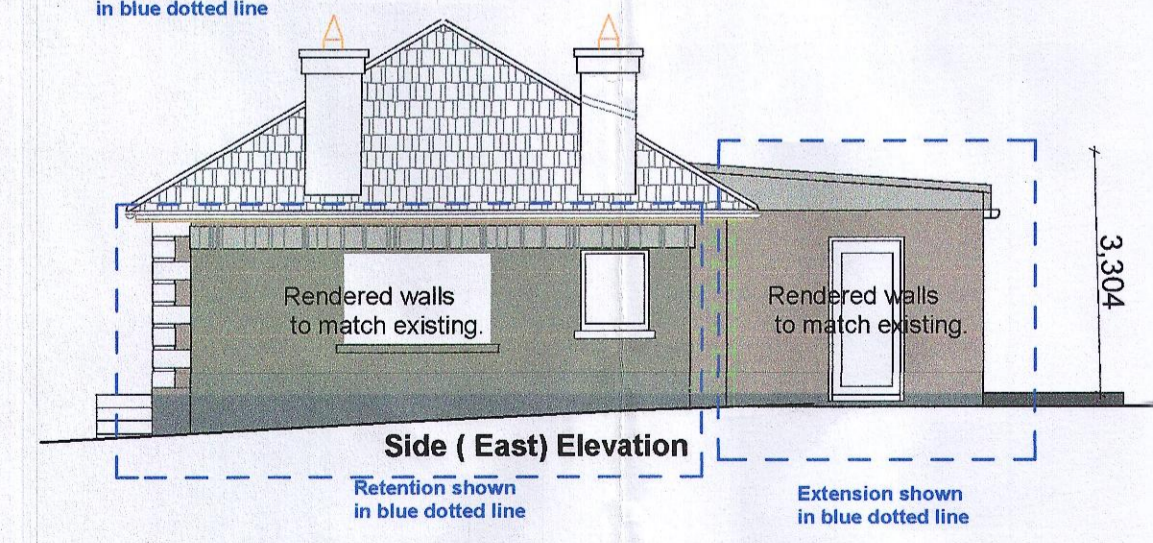 in blue dotted line
Rendered walls
to match existing.
Rendered walls
to match existing.
3,304
Side ( East) Elevation
Retention shown
in blue dotted line
Extension shown
in blue dotted line